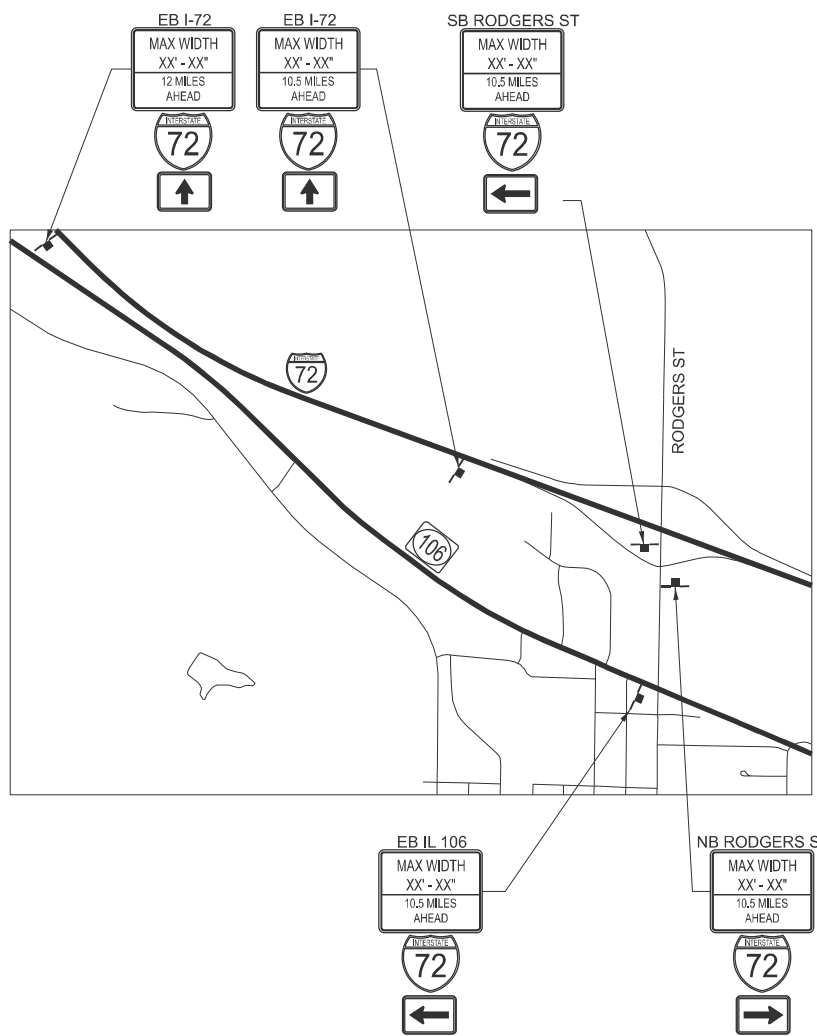 EB I-72
MAX WIDTH
XX' - XX"
12 MILES
AHEAD
INTERSTATE
72
EB I-72
MAX WIDTH
XX' - XX"
10.5 MILES
AHEAD
INTERSTATE
72
SB RODGERS ST
MAX WIDTH
XX' - XX"
10.5 MILES
AHEAD
INTERSTATE
72
INTERSTATE
72
RODGERS ST
106
EB IL 106
MAX WIDTH
XX' - XX"
10.5 MILES
AHEAD
INTERSTATE
72
NB RODGERS S
MAX WIDTH
XX' - XX"
10.5 MILES
AHEAD
INTERSTATE
72